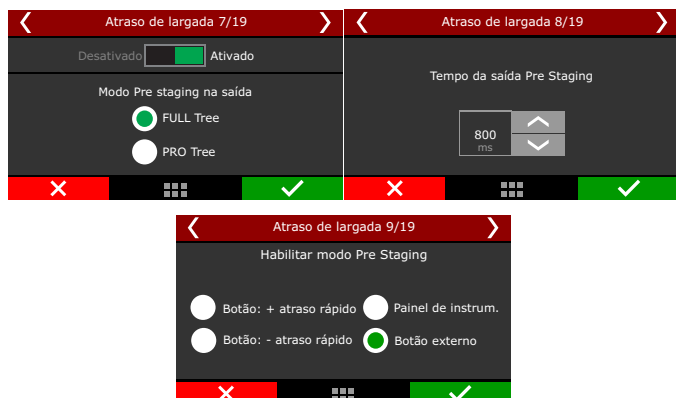 Atraso de largada 7/19
Desativado Ativado
Modo Pre staging na saída
FULL Tree
PRO Tree
Atraso de largada 8/19
Tempo da saída Pre Staging
800
ms
Atraso de largada 9/19
Habilitar modo Pre Staging
Botão: + atraso rápido Painel de instrum.
Botão: - atraso rápido Botão externo